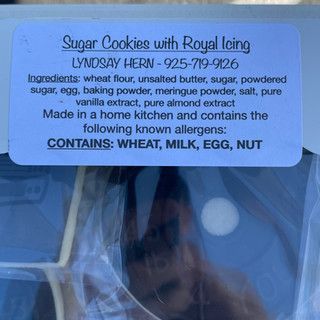 Sugar Cookies with Royal Icing
LYNDSAY HERN - 925-719-9126
Ingredients: wheat flour, unsalted butter, sugar, powdered
sugar, egg, baking powder, meringue powder, salt, pure
vanilla extract, pure almond extract
Made in a home kitchen and contains the
following known allergens:
CONTAINS: WHEAT, MILK, EGG, NUT